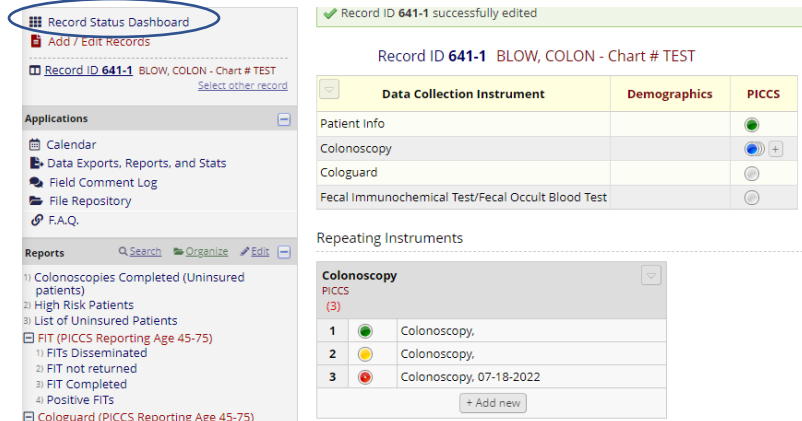 Record Status Dashboard
Add / Edit Records
Record ID 641-1 BLOW, COLON - Chart # TEST
Select other record
Applications
Calendar
Data Exports, Reports, and Stats
Field Comment Log
File Repository
F.A.Q.
Reports
Search Organize Edit
1) Colonoscopies Completed (Uninsured
patients)
2) High Risk Patients
3) List of Uninsured Patients
FIT (PICCS Reporting Age 45-75)
1) FITs Disseminated
2) FIT not returned
3) FIT Completed
4) Positive FITs
Cologuard (PICCS Reporting Age 45-75)
Record ID 641-1 successfully edited
Record ID 641-1 BLOW, COLON - Chart # TEST
Data Collection Instrument Demographics PICCS
Patient Info
Colonoscopy +
Cologuard
Fecal Immunochemical Test/Fecal Occult Blood Test
Repeating Instruments
Colonoscopy
PICCS
(3)
1 Colonoscopy,
2 Colonoscopy,
3 Colonoscopy, 07-18-2022
+ Add new